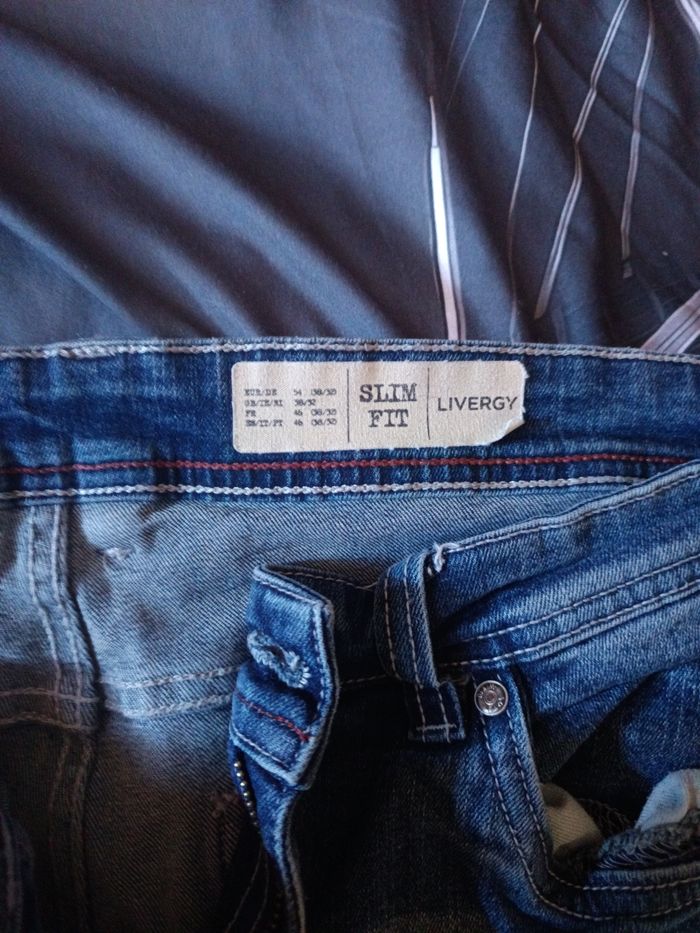 EUR/DE 54 (38/32)
GB/IE/NI 38/32
FR 46 (38/32)
ES/IT/PT 46 (38/32)
SLIM
FIT
LIVERGY